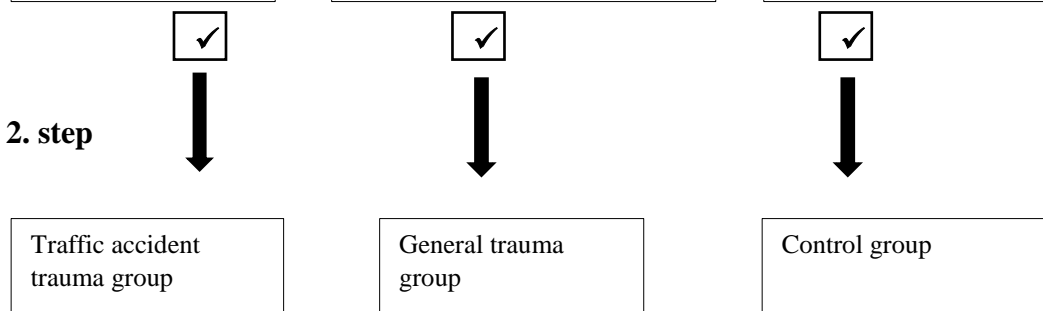 ✓ ✓ ✓
2. step
Traffic accident
trauma group
General trauma
group
Control group